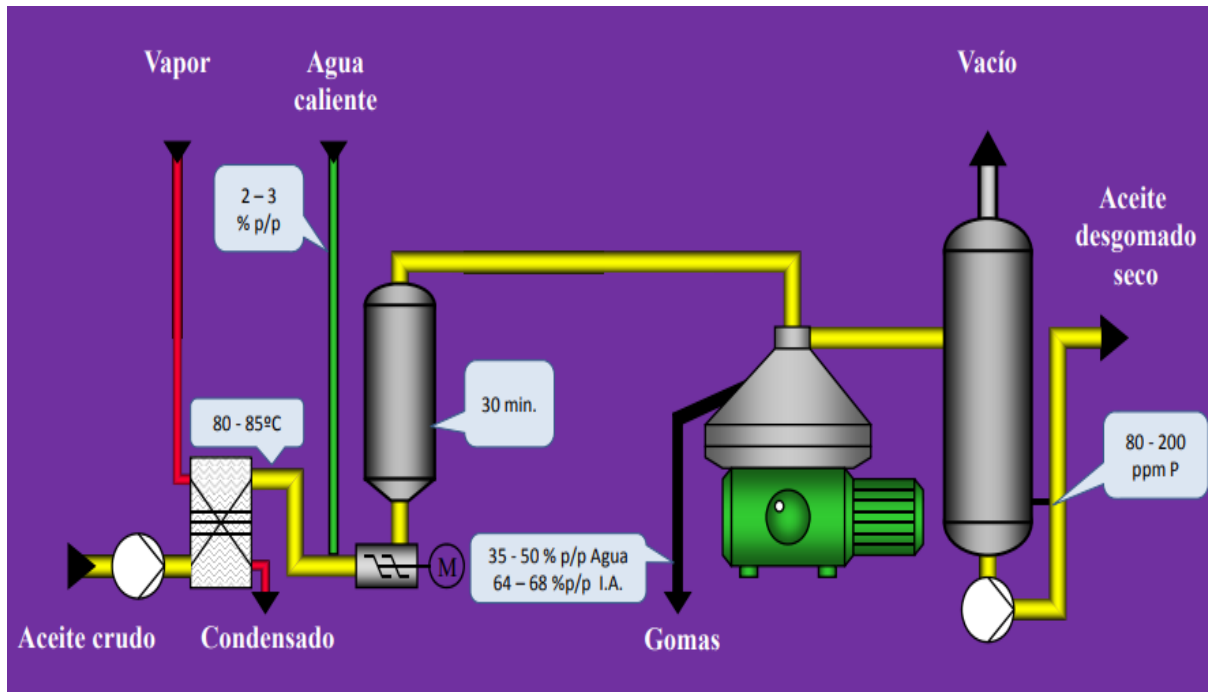 Vapor
Agua
caliente
Vacío
2 – 3
% p/p
Aceite
desgomado
seco
30 min.
80 - 85ºC
80 - 200
ppm P
M
35 - 50 % p/p Agua
64 – 68 %p/p I.A.
Aceite crudo
Condensado
Gomas